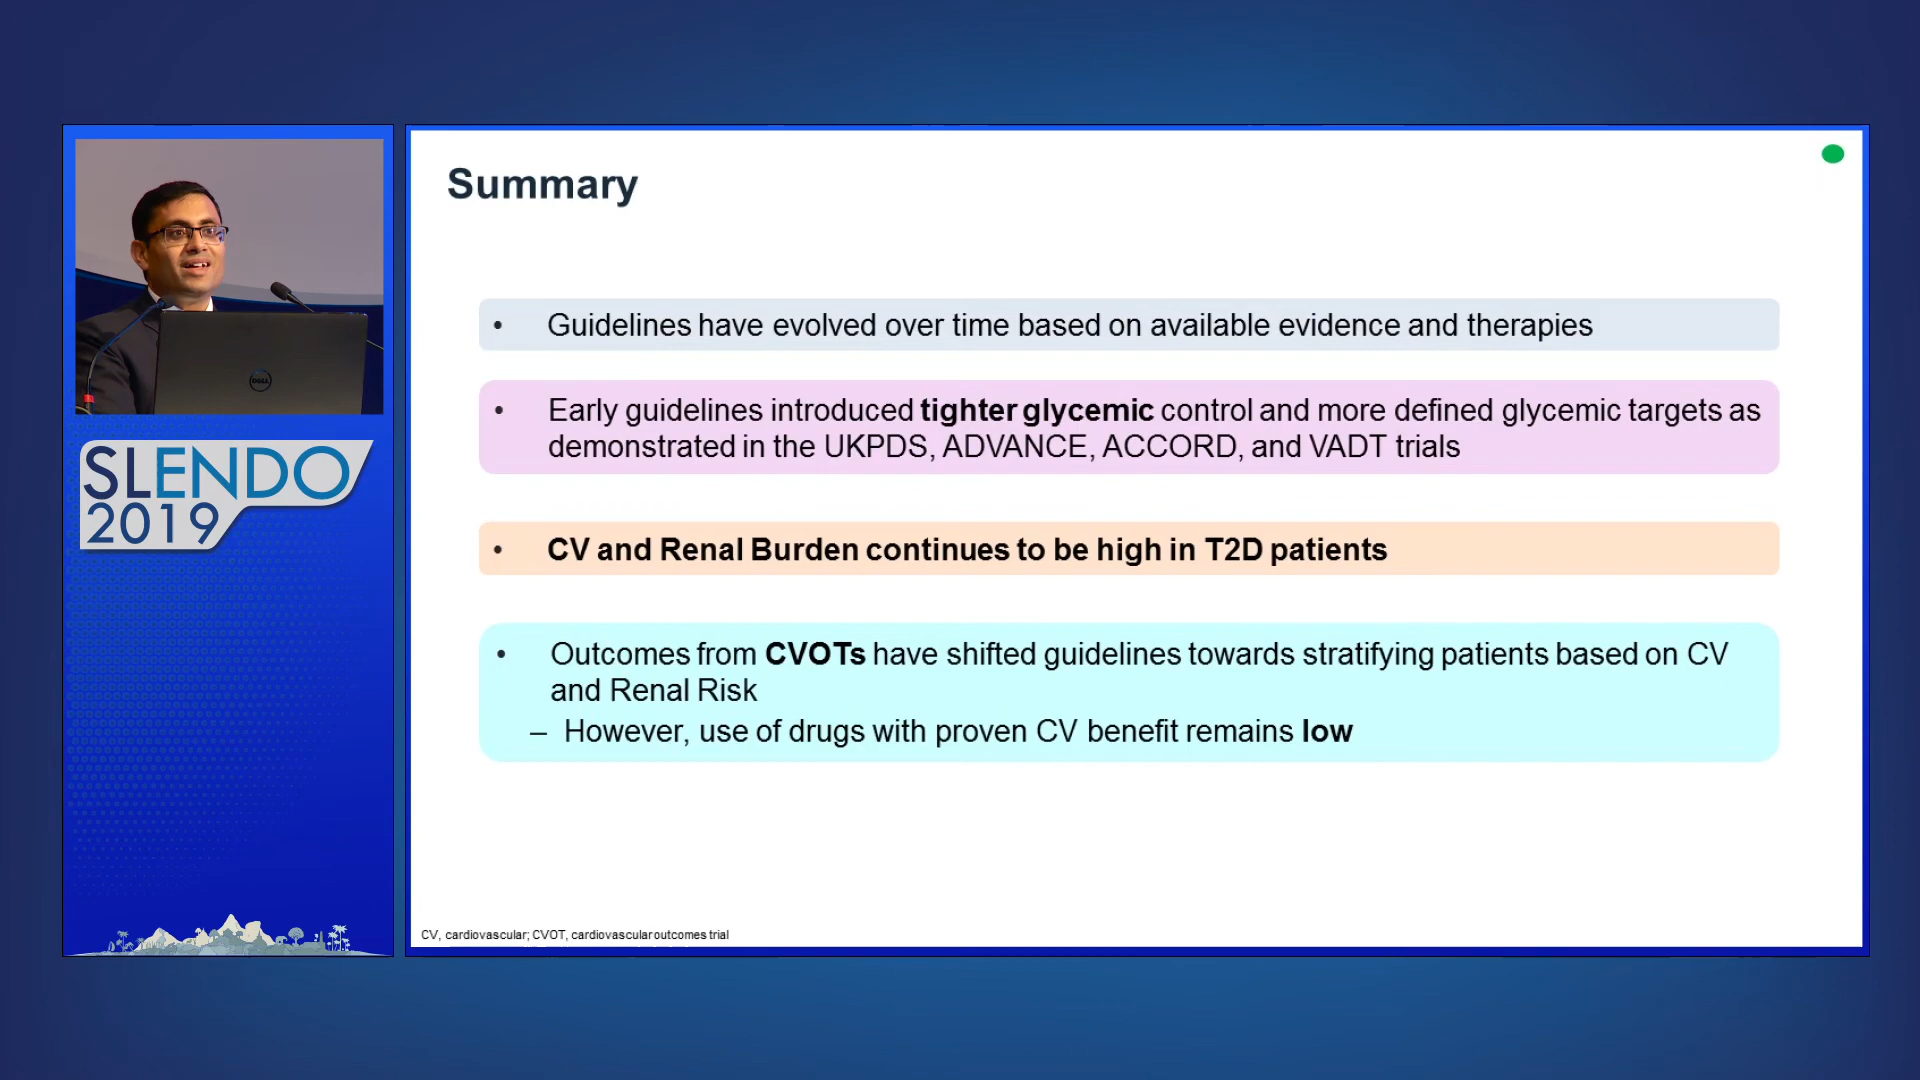 Summary
• Guidelines have evolved over time based on available evidence and therapies
• Early guidelines introduced tighter glycemic control and more defined glycemic targets as
demonstrated in the UKPDS, ADVANCE, ACCORD, and VADT trials
• CV and Renal Burden continues to be high in T2D patients
• Outcomes from CVOTs have shifted guidelines towards stratifying patients based on CV
and Renal Risk
– However, use of drugs with proven CV benefit remains low
CV, cardiovascular; CVOT, cardiovascular outcomes trial
DELL
SLENDO
2019